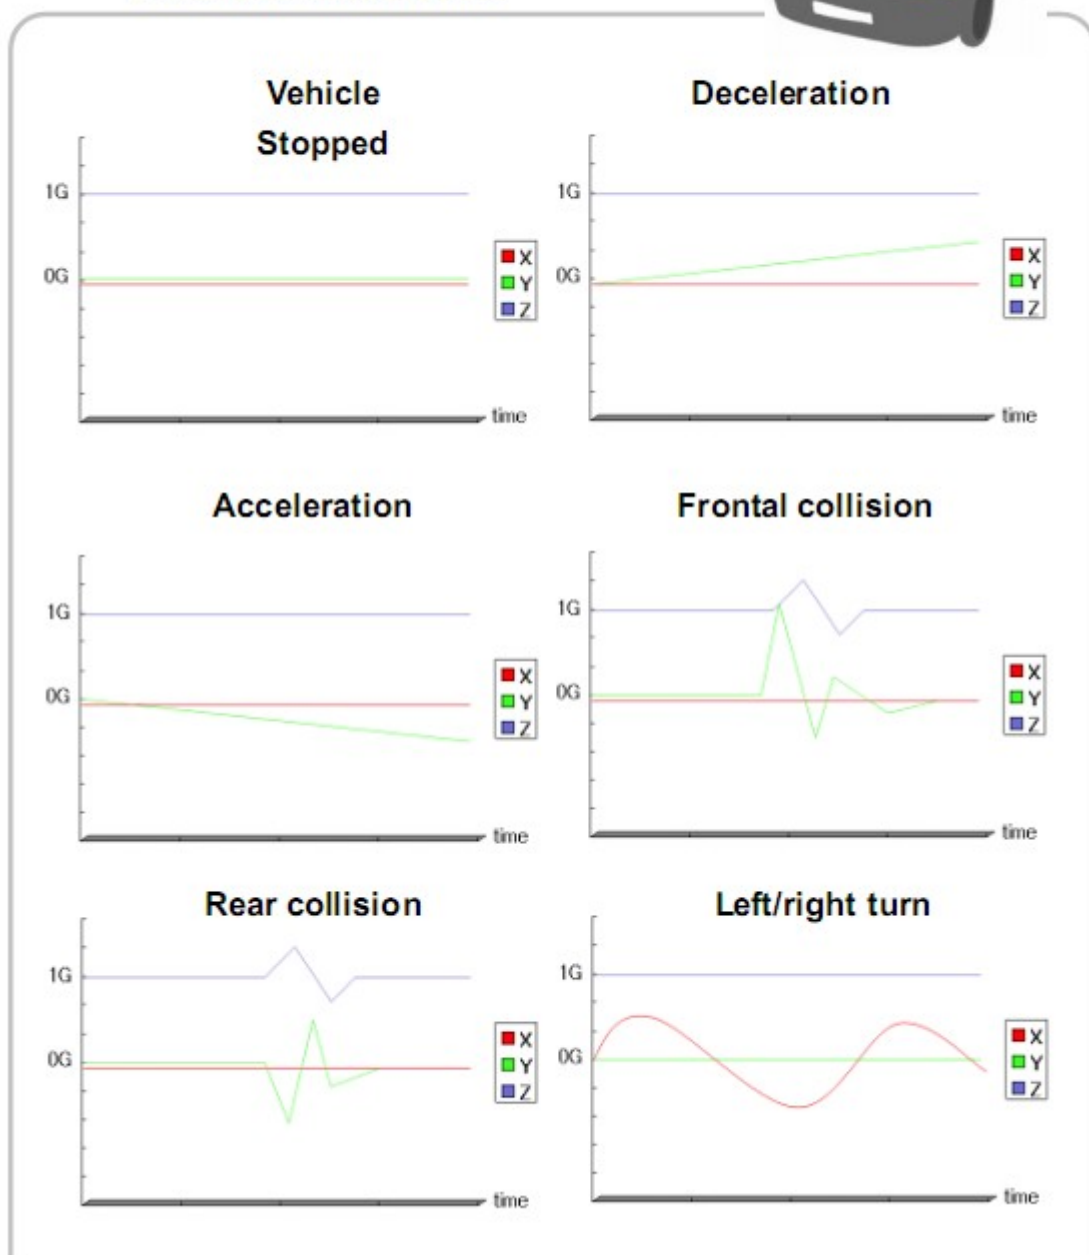 Vehicle
Stopped
1G
0G
X
Y
Z
time
Deceleration
1G
0G
X
Y
Z
time
Acceleration
1G
0G
X
Y
Z
time
Frontal collision
1G
0G
X
Y
Z
time
Rear collision
1G
0G
X
Y
Z
time
Left/right turn
1G
0G
X
Y
Z
time